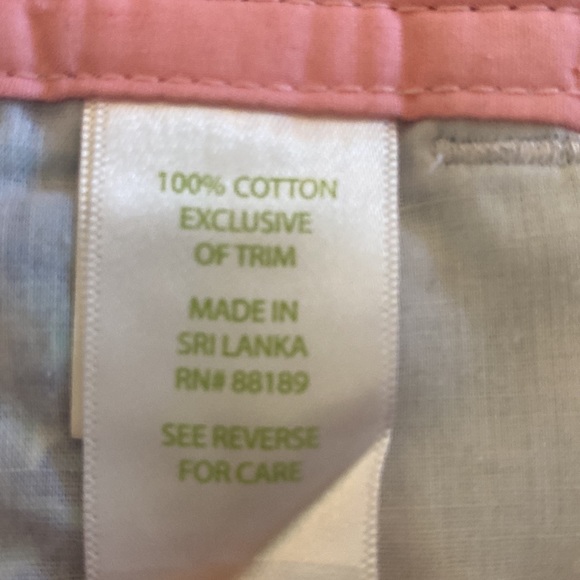 100% COTTON
EXCLUSIVE
OF TRIM
MADE IN
SRI LANKA
RN# 88189
SEE REVERSE
FOR CARE